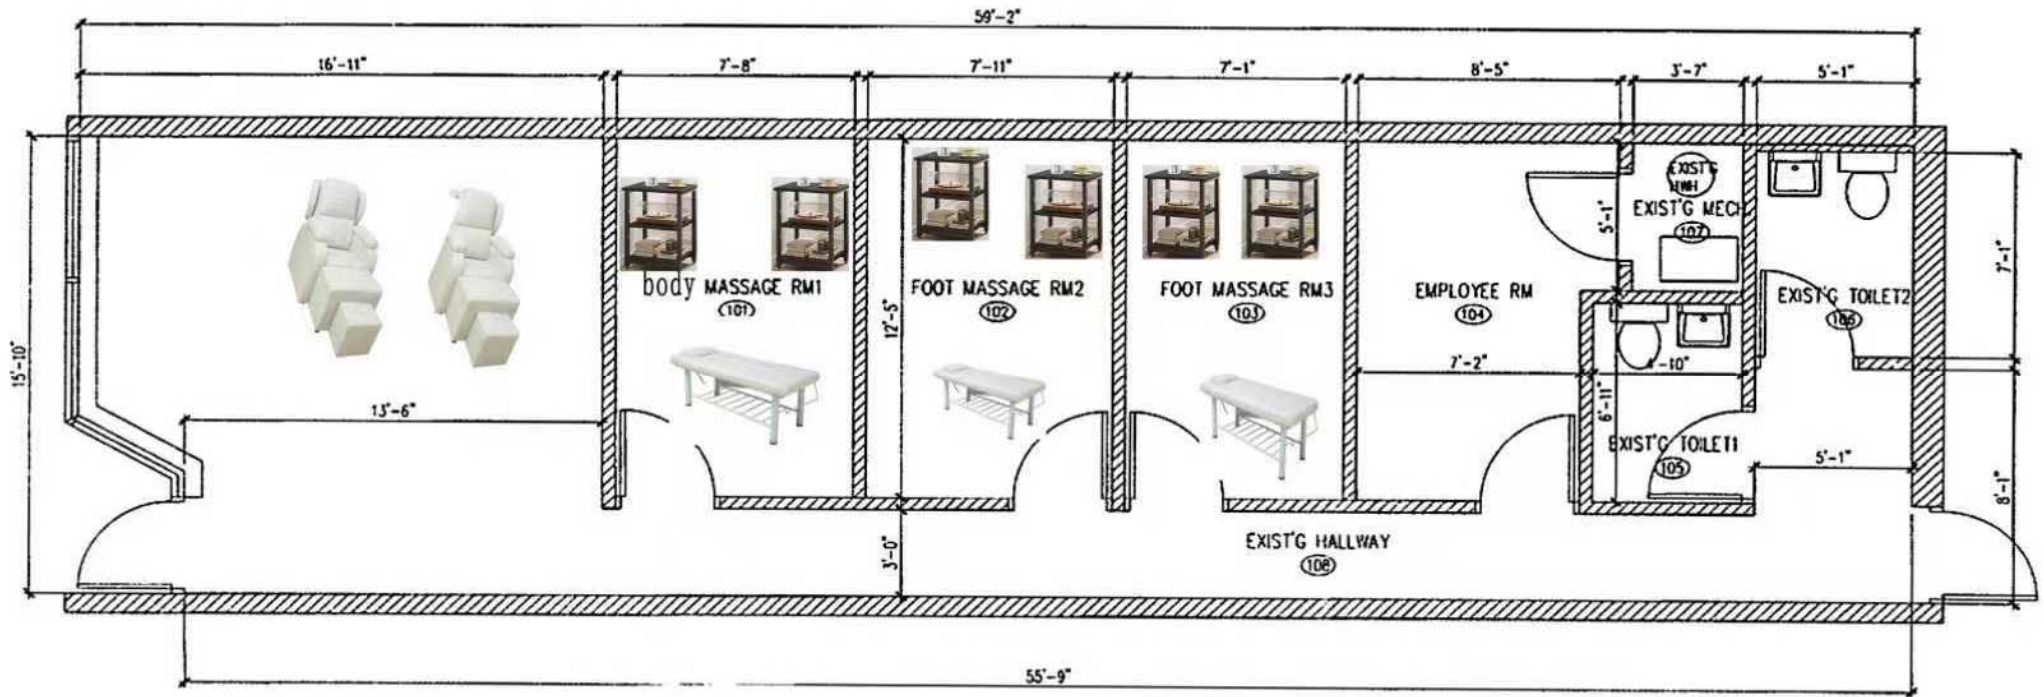 59'-2"
16'-11"
7'-8"
7'-11"
7'-1"
8'-5"
3'-7"
5'-1"
EXIST'G
HWH
EXIST'G MECH
107
5'-1"
7'-1"
body MASSAGE RM1
101
FOOT MASSAGE RM2
102
FOOT MASSAGE RM3
103
EMPLOYEE RM
104
EXIST'G TOILET2
106
12'-5"
15'-10"
7'-2"
-10"
13'-6"
6'-11"
EXIST'G TOILET1
105
5'-1"
8'-1"
3'-0"
EXIST'G HALLWAY
108
55'-9"